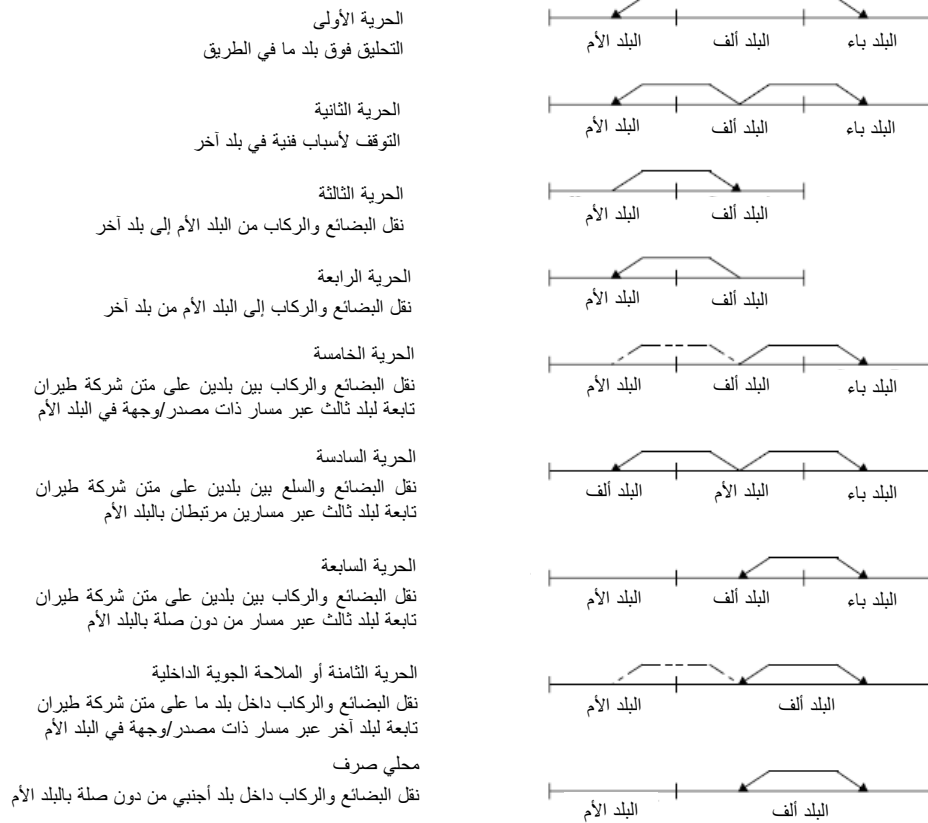 الحرية الأولى
التحليق فوق بلد ما في الطريق
البلد الأم
البلد ألف
البلد باء
الحرية الثانية
التوقف لأسباب فنية في بلد آخر
البلد الأم
البلد ألف
البلد باء
الحرية الثالثة
نقل البضائع والركاب من البلد الأم إلى بلد آخر
البلد الأم
البلد ألف
الحرية الرابعة
نقل البضائع والركاب إلى البلد الأم من بلد آخر
البلد الأم
البلد ألف
الحرية الخامسة
نقل البضائع والركاب بين بلدين على متن شركة طيران
تابعة لبلد ثالث عبر مسار ذات مصدر/وجهة في البلد الأم
البلد الأم
البلد ألف
البلد باء
الحرية السادسة
نقل البضائع والسلع بين بلدين على متن شركة طيران
تابعة لبلد ثالث عبر مسارين مرتبطان بالبلد الأم
البلد ألف
البلد الأم
البلد باء
الحرية السابعة
نقل البضائع والركاب بين بلدين على متن شركة طيران
تابعة لبلد ثالث عبر مسار من دون صلة بالبلد الأم
البلد الأم
البلد ألف
البلد باء
الحرية الثامنة أو الملاحة الجوية الداخلية
نقل البضائع والركاب داخل بلد ما على متن شركة طيران
تابعة لبلد آخر عبر مسار ذات مصدر/وجهة في البلد الأم
البلد الأم
البلد ألف
محلي صرف
نقل البضائع والركاب داخل بلد أجنبي من دون صلة بالبلد الأم
البلد الأم
البلد ألف